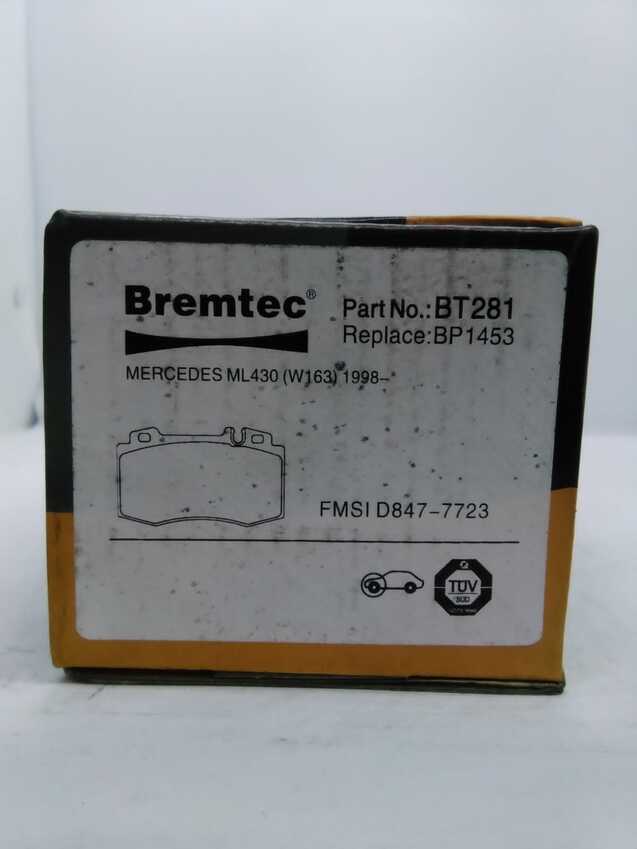 Bremtec®
Part No.:BT281
Replace:BP1453
MERCEDES ML430 (W163) 1998–
FMSI D847–7723
TÜV
SÜD